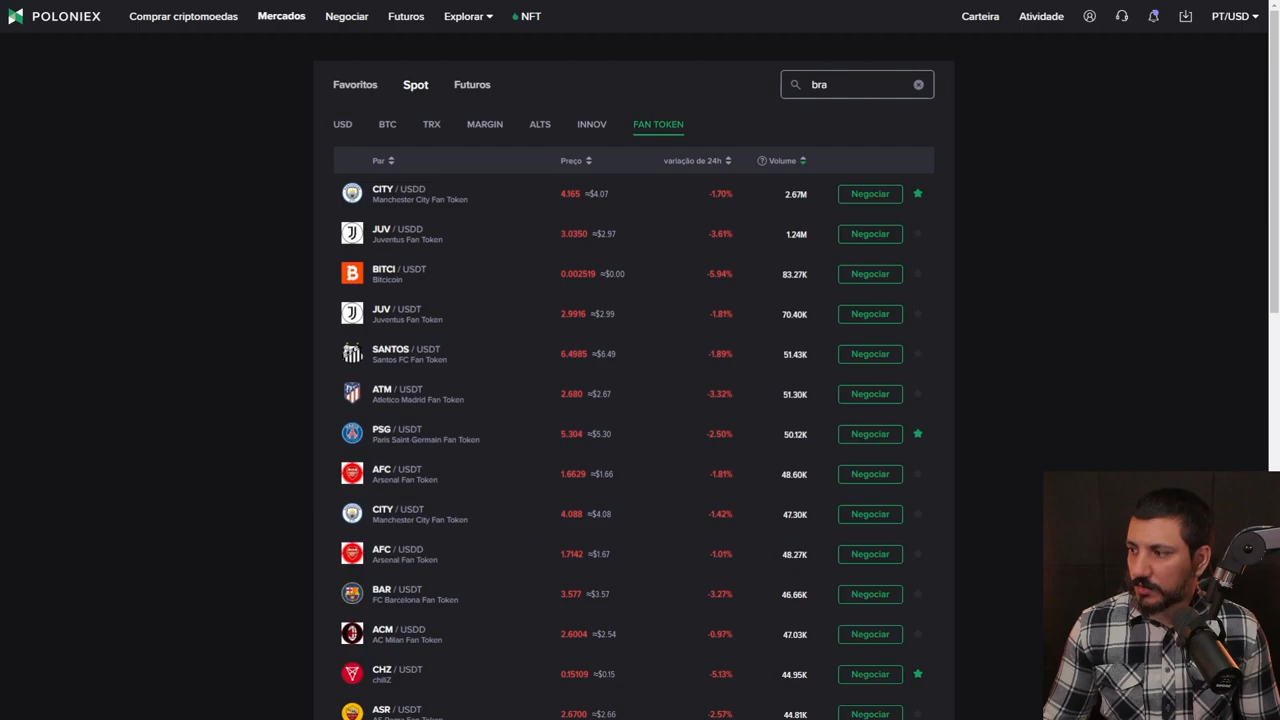 POLONIEX Comprar criptomoedas Mercados Negociar Futuros Explorar NFT Carteira Atividade PT/USD
Favoritos Spot Futuros bra
USD BTC TRX MARGIN ALTS INNOV FAN TOKEN
Par Preço variação de 24h ? Volume
CITY / USDD 4.165 ≈$4.07 -1.70% 2.67M Negociar
Manchester City Fan Token
JUV / USDD 3.0350 ≈$2.97 -3.61% 1.24M Negociar
Juventus Fan Token
BITCI / USDT 0.002519 ≈$0.00 -5.94% 83.27K Negociar
Bitcicoin
JUV / USDT 2.9916 ≈$2.99 -1.81% 70.40K Negociar
Juventus Fan Token
SANTOS / USDT 6.4985 ≈$6.49 -1.89% 51.43K Negociar
Santos FC Fan Token
ATM / USDT 2.680 ≈$2.67 -3.32% 51.30K Negociar
Atletico Madrid Fan Token
PSG / USDT 5.304 ≈$5.30 -2.50% 50.12K Negociar
Paris Saint-Germain Fan Token
AFC / USDT 1.6629 ≈$1.66 -1.81% 48.60K Negociar
Arsenal Fan Token
CITY / USDT 4.088 ≈$4.08 -1.42% 47.30K Negociar
Manchester City Fan Token
AFC / USDD 1.7142 ≈$1.67 -1.01% 48.27K Negociar
Arsenal Fan Token
BAR / USDT 3.577 ≈$3.57 -3.27% 46.66K Negociar
FC Barcelona Fan Token
ACM / USDD 2.6004 ≈$2.54 -0.97% 47.03K Negociar
AC Milan Fan Token
CHZ / USDT 0.15109 ≈$0.15 -5.13% 44.95K Negociar
chiliZ
ASR / USDT 2.6700 ≈$2.66 -2.57% 44.81K Negociar
AS Roma Fan Token